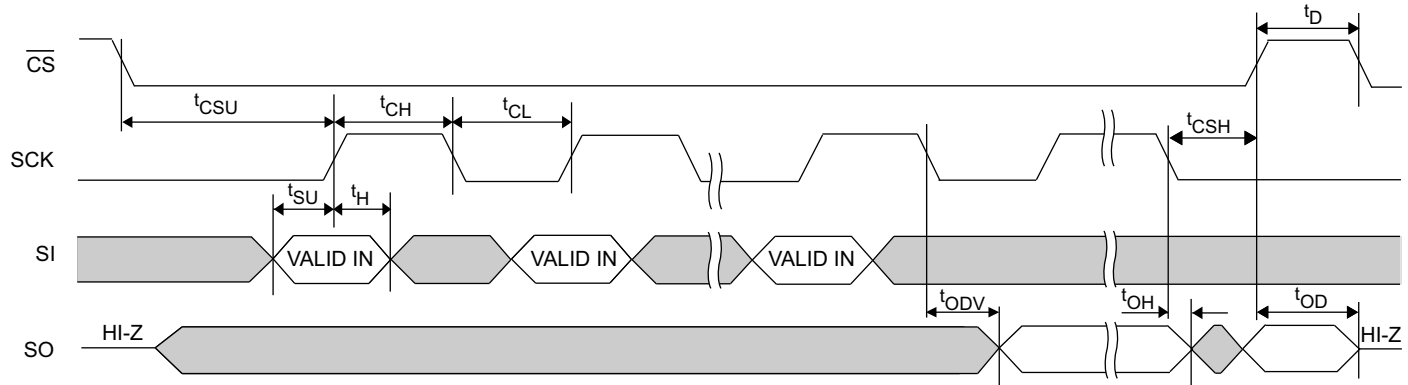 tD
CS
tCSU
tCH
tCL
tCSH
SCK
tSU
tH
SI
VALID IN
VALID IN
VALID IN
tODV
tOH
tOD
HI-Z
HI-Z
SO